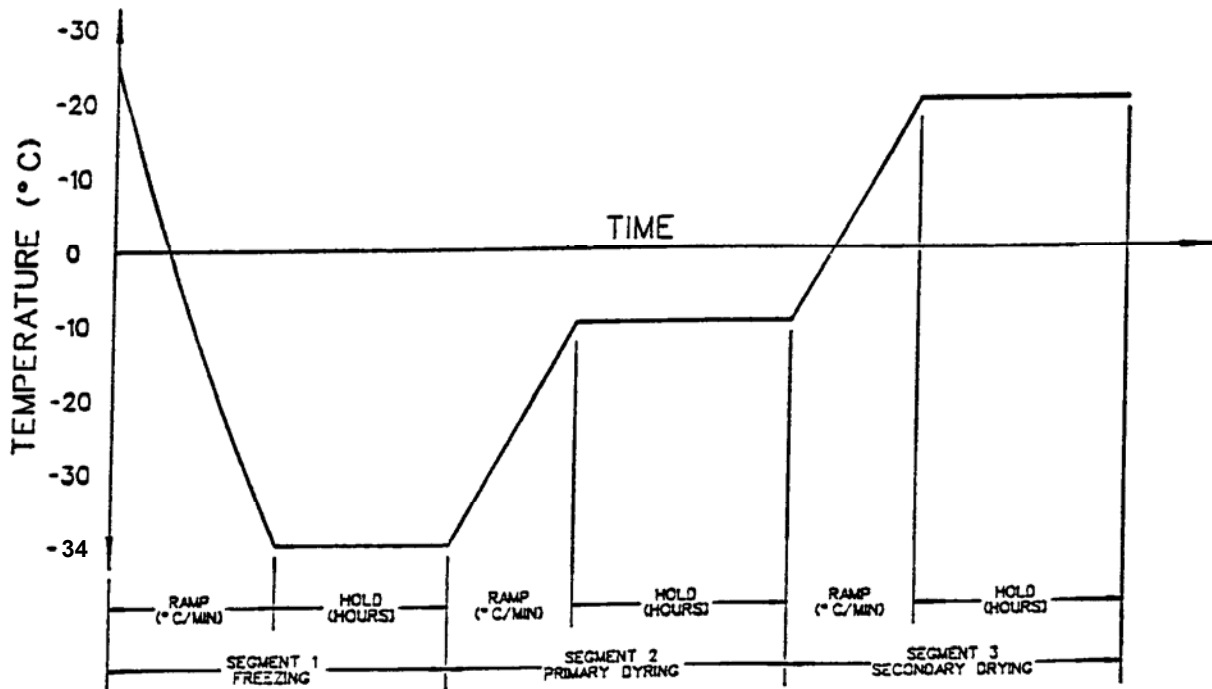 TEMPERATURE (°C)
-30
-20
-10
0
-10
-20
-30
-34
TIME
RAMP
(°C/MIN)
HOLD
(HOURS)
RAMP
(°C/MIN)
HOLD
(HOURS)
RAMP
(°C/MIN)
HOLD
(HOURS)
SEGMENT 1
FREEZING
SEGMENT 2
PRIMARY DYRING
SEGMENT 3
SECONDARY DRYING